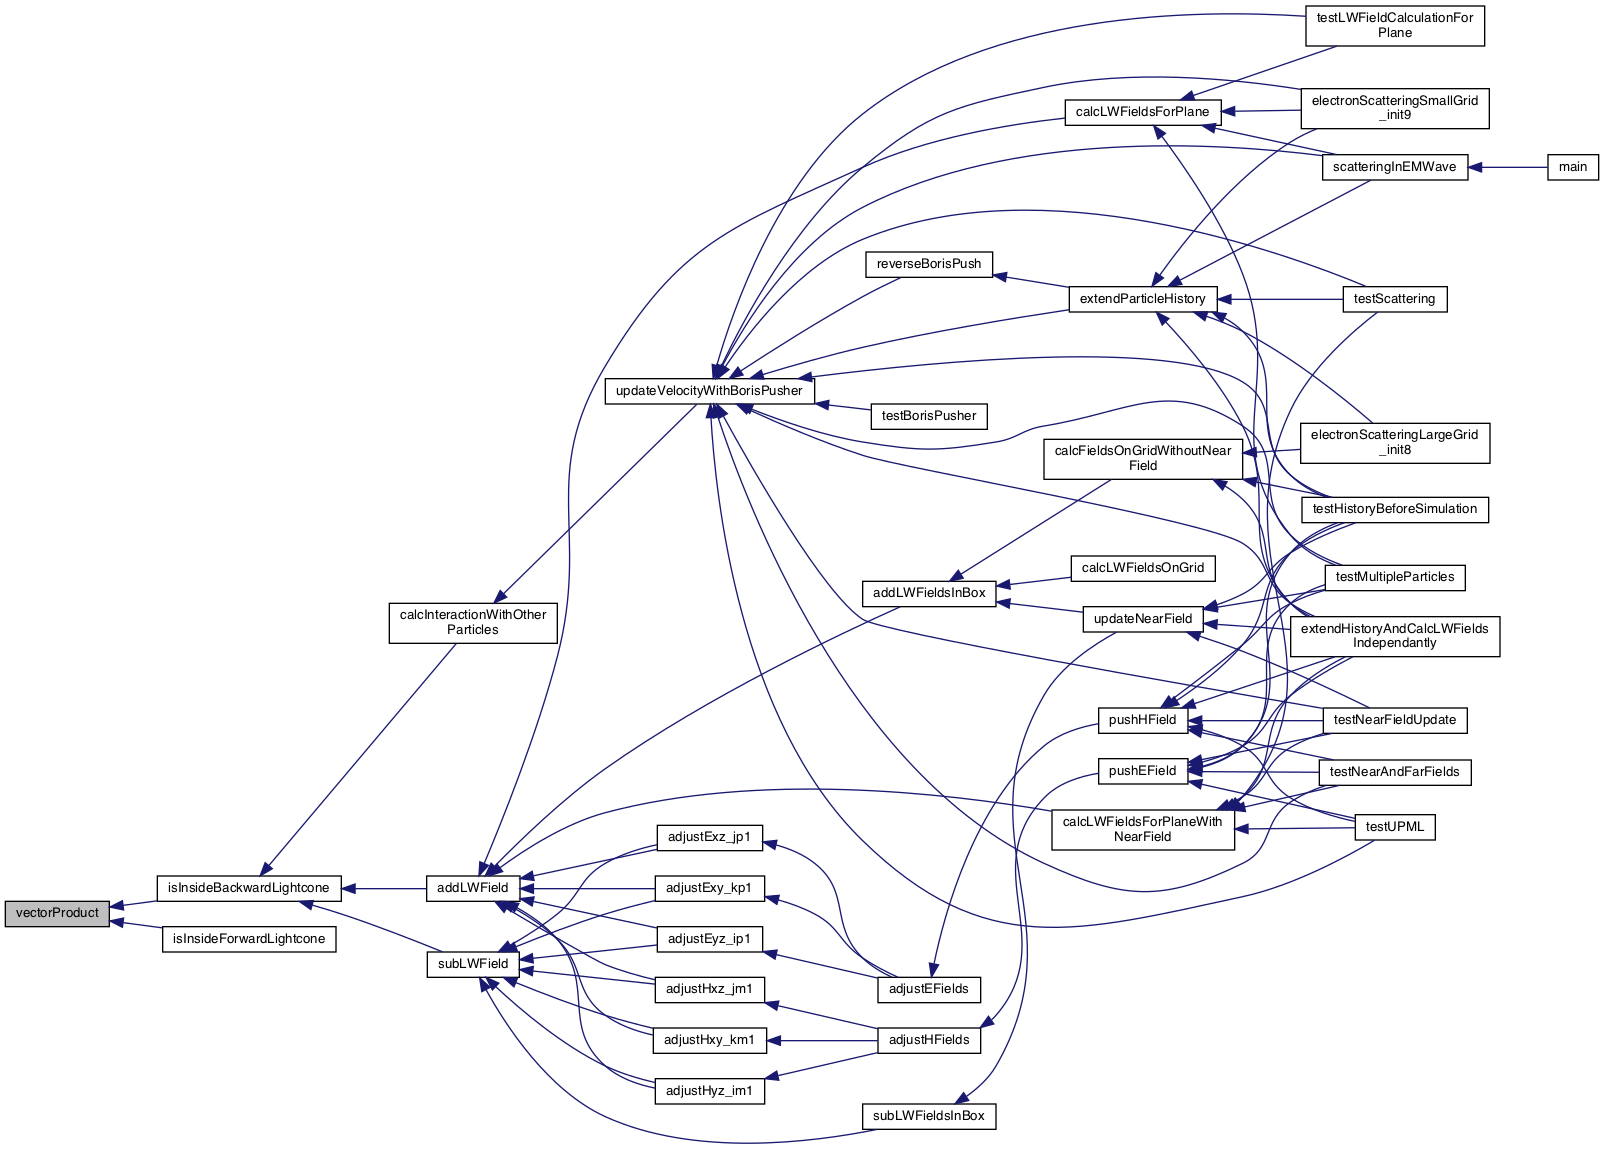 testLWFieldCalculationFor
Plane
electronScatteringSmallGrid
_init9
calcLWFieldsForPlane
scatteringInEMWave
main
reverseBorisPush
extendParticleHistory
testScattering
updateVelocityWithBorisPusher
testBorisPusher
electronScatteringLargeGrid
_init8
calcFieldsOnGridWithoutNear
Field
testHistoryBeforeSimulation
calcLWFieldsOnGrid
testMultipleParticles
addLWFieldsInBox
calcInteractionWithOther
Particles
updateNearField
extendHistoryAndCalcLWFields
Independantly
pushHField
testNearFieldUpdate
pushEField
testNearAndFarFields
calcLWFieldsForPlaneWith
NearField
testUPML
adjustExz_jp1
isInsideBackwardLightcone
addLWField
adjustExy_kp1
vectorProduct
isInsideForwardLightcone
adjustEyz_ip1
subLWField
adjustHxz_jm1
adjustEFields
adjustHxy_km1
adjustHFields
adjustHyz_im1
subLWFieldsInBox